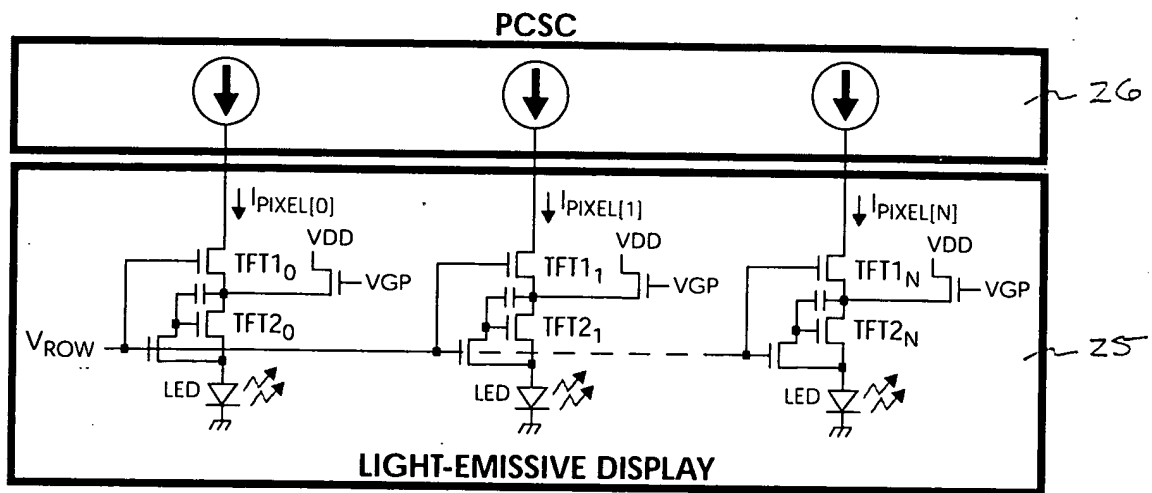 PCSC
26
IPIXEL[0] IPIXEL[1] IPIXEL[N]
VDD VDD VDD
TFT10 TFT11 TFT1N
VGP VGP VGP
TFT20 TFT21 TFT2N
VROW
25
LED LED LED
LIGHT-EMISSIVE DISPLAY